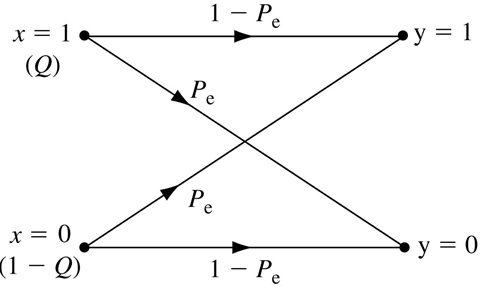 1 − Pe
x = 1
y = 1
(Q)
Pe
Pe
x = 0
y = 0
(1 − Q)
1 − Pe